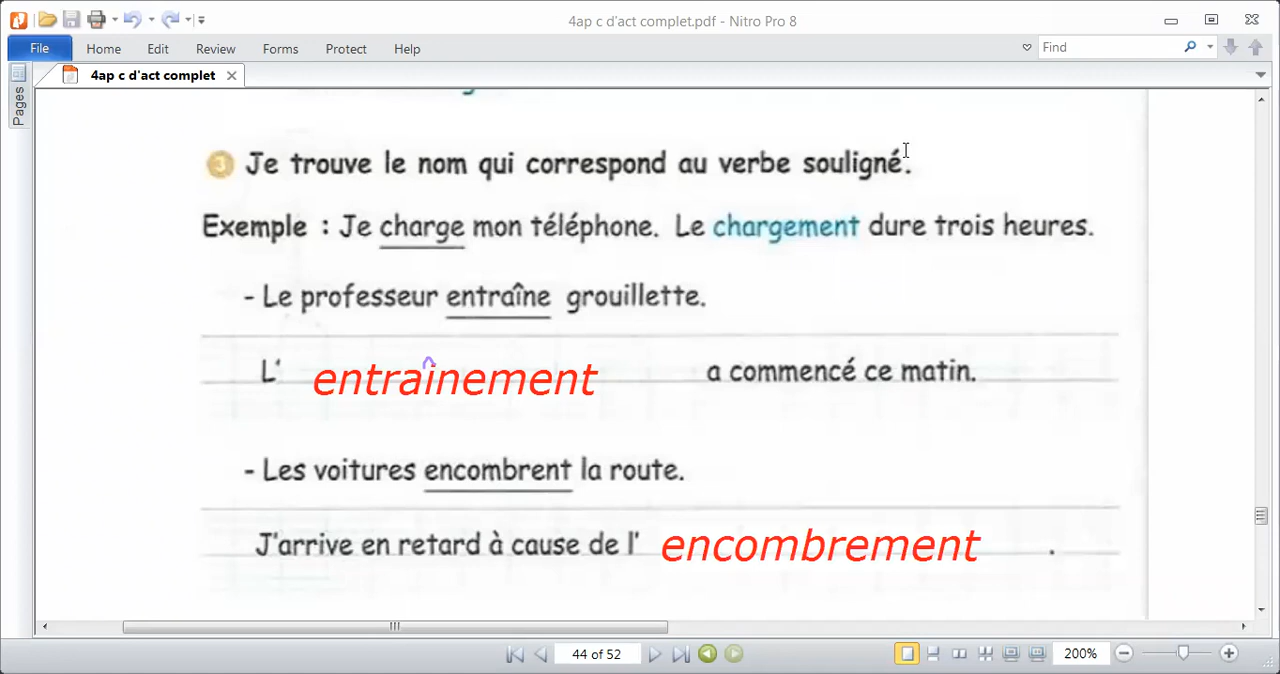 4ap c d'act complet.pdf - Nitro Pro 8
File Home Edit Review Forms Protect Help Find
4ap c d'act complet
Pages
3 Je trouve le nom qui correspond au verbe souligné.
Exemple : Je charge mon téléphone. Le chargement dure trois heures.
- Le professeur entraîne grouillette.
L' entraînement a commencé ce matin.
- Les voitures encombrent la route.
J'arrive en retard à cause de l' encombrement .
44 of 52 200%